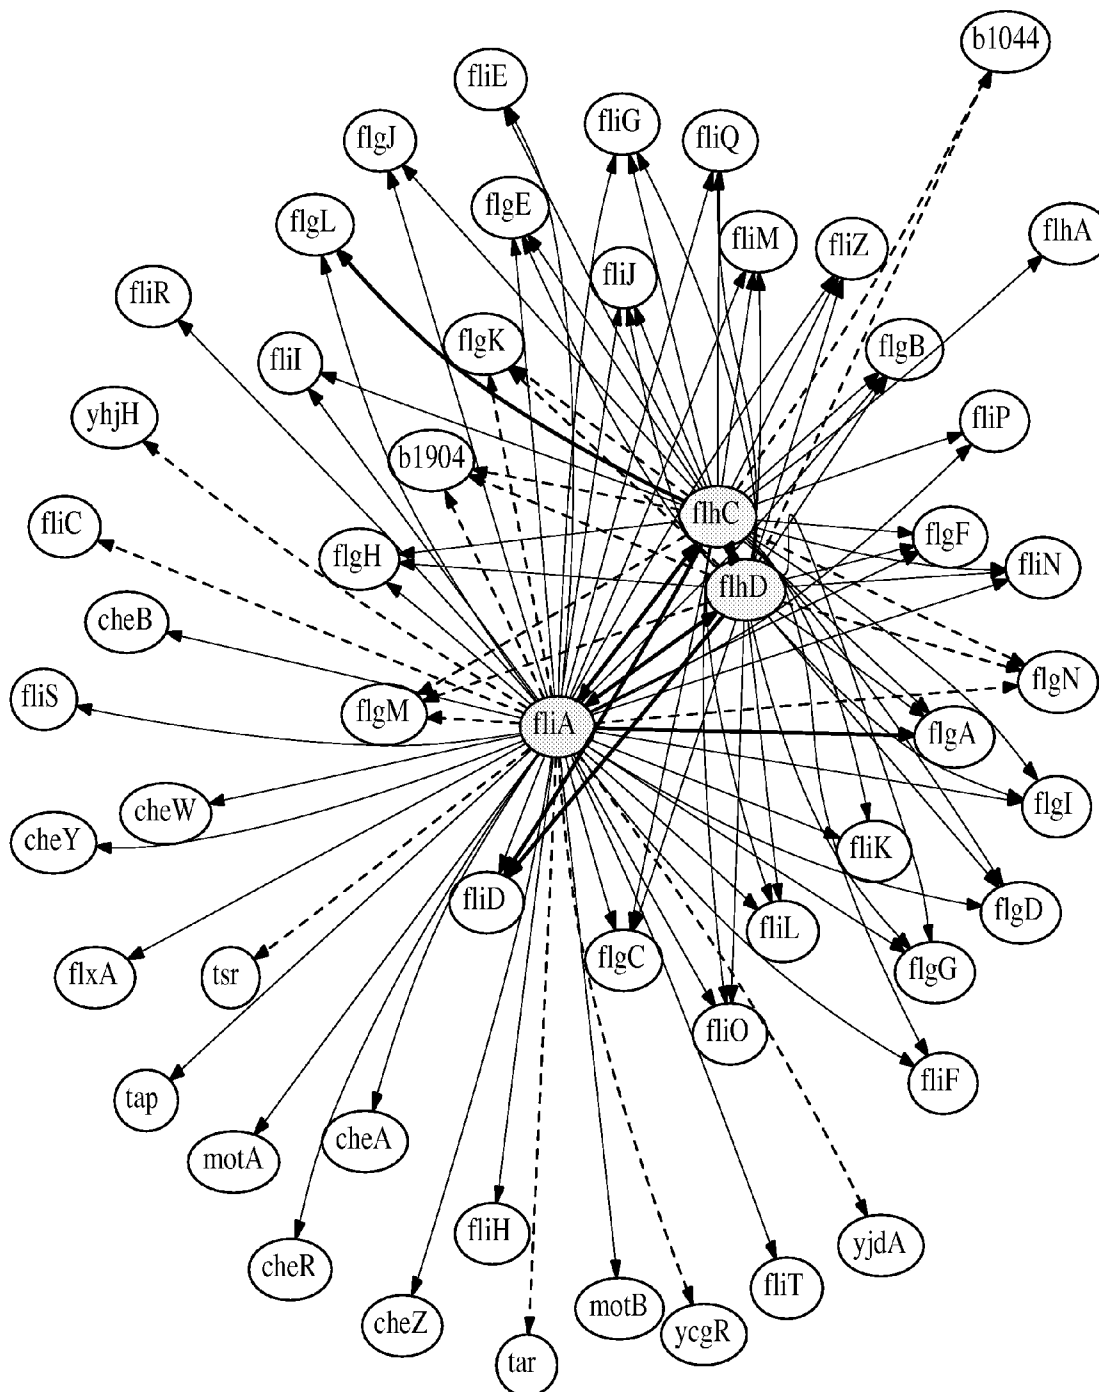 b1044
fliE
fliG
flgJ
fliQ
flgE
flgL
fliM
fliZ
flhA
fliJ
fliR
flgK
flgB
fliI
yhjH
fliP
b1904
flhC
fliC
flgH
flgF
fliN
flhD
cheB
fliS
flgM
fliA
flgN
flgA
flgI
cheW
cheY
fliK
fliD
fliL
flgD
flxA
tsr
flgC
flgG
fliO
fliF
tap
cheA
motA
fliH
yjdA
cheR
fliT
cheZ
motB
ycgR
tar